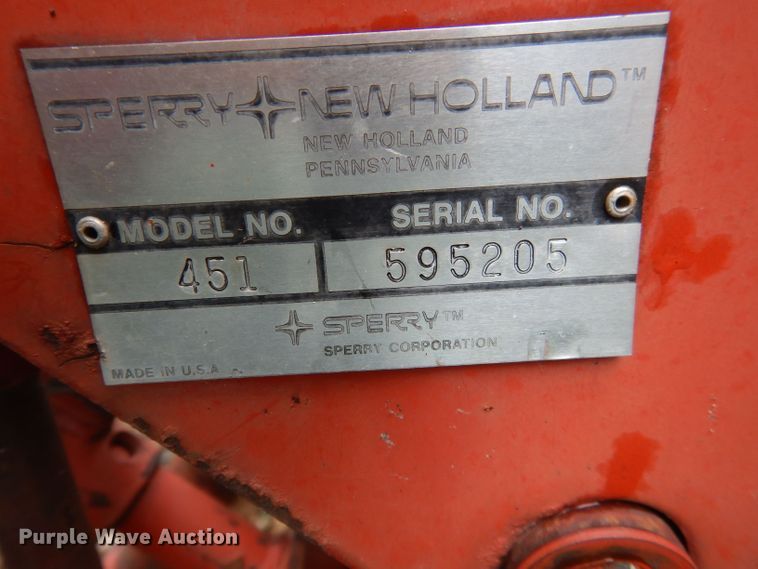 SPERRY NEW HOLLAND™
NEW HOLLAND
PENNSYLVANIA
MODEL NO. SERIAL NO.
451 595205
SPERRY™
SPERRY CORPORATION
MADE IN U.S.A
Purple Wave Auction®